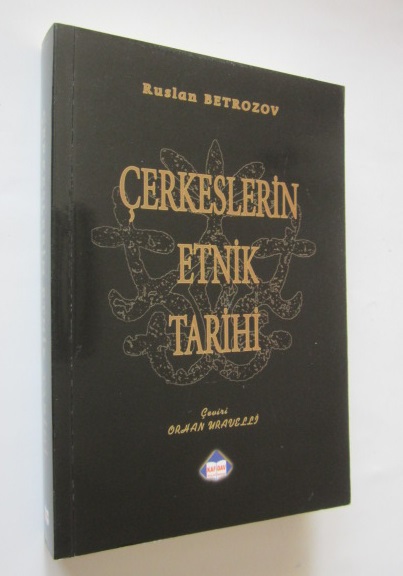 Ruslan BETROZOV
ÇERKESLERİN
ETNİK
TARİHİ
Çeviri
ORHAN URAVELLİ